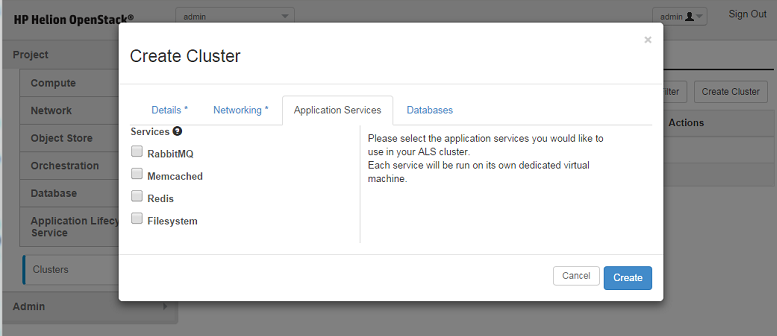 HP Helion OpenStack®
admin
admin
Sign Out
Project
Compute
Network
Object Store
Orchestration
Database
Application Lifecy
Service
Clusters
Admin
ilter
Create Cluster
Actions
Create Cluster
×
Details *
Networking *
Application Services
Databases
Services ?
RabbitMQ
Memcached
Redis
Filesystem
Please select the application services you would like to
use in your ALS cluster.
Each service will be run on its own dedicated virtual
machine.
Cancel
Create